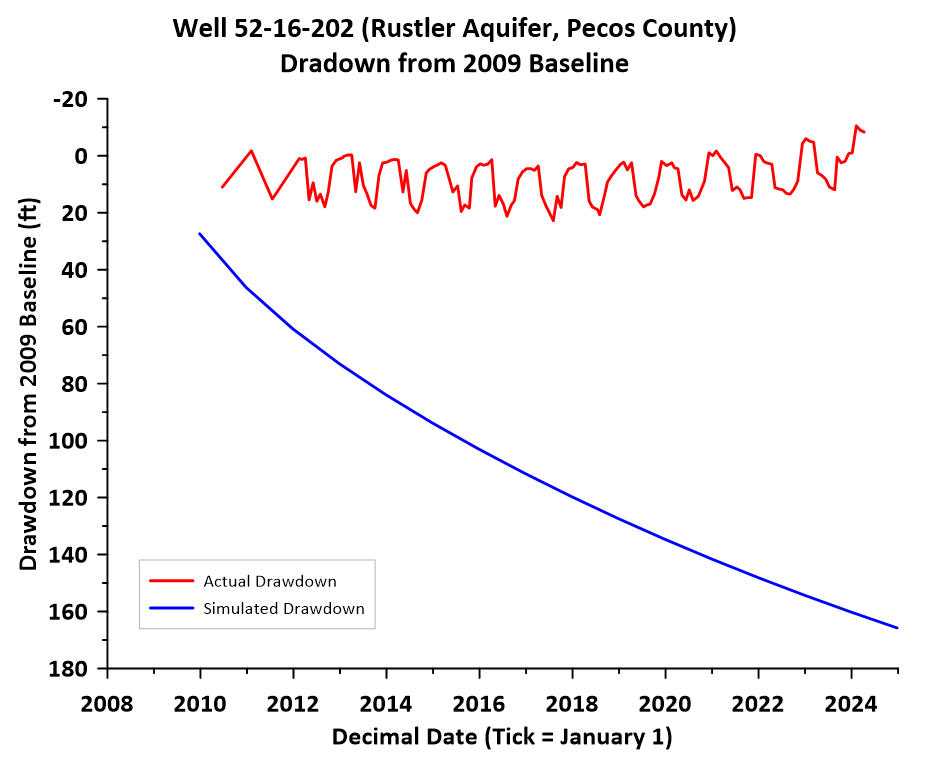 Well 52-16-202 (Rustler Aquifer, Pecos County)
Dradown from 2009 Baseline
-20
0
20
40
60
80
100
120
140
160
180
Drawdown from 2009 Baseline (ft)
Actual Drawdown
Simulated Drawdown
2008 2010 2012 2014 2016 2018 2020 2022 2024
Decimal Date (Tick = January 1)